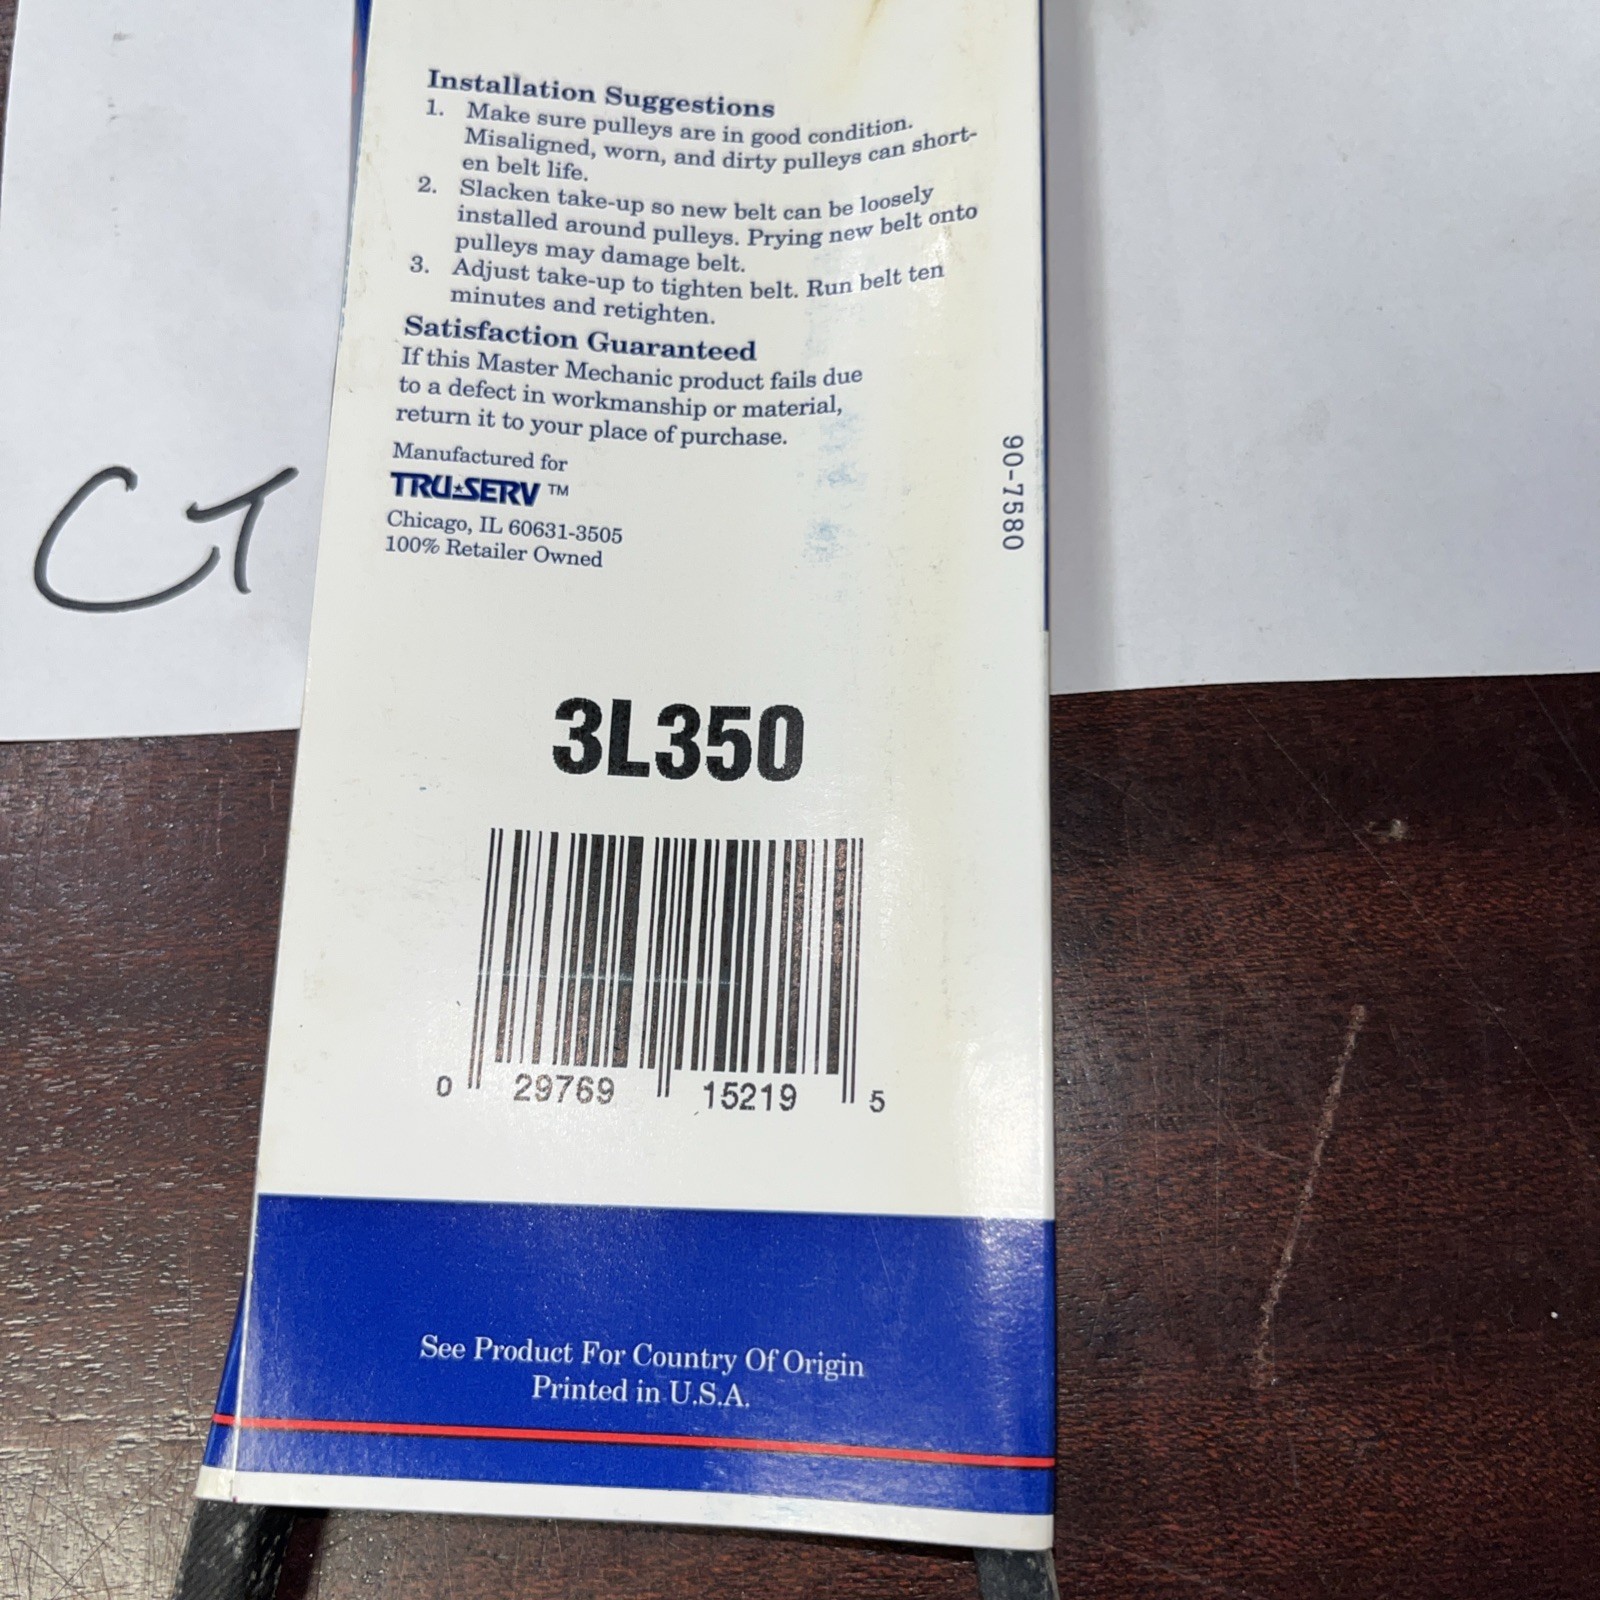 Installation Suggestions
1. Make sure pulleys are in good condition.
Misaligned, worn, and dirty pulleys can short-
en belt life.
2. Slacken take-up so new belt can be loosely
installed around pulleys. Prying new belt onto
pulleys may damage belt.
3. Adjust take-up to tighten belt. Run belt ten
minutes and retighten.
Satisfaction Guaranteed
If this Master Mechanic product fails due
to a defect in workmanship or material,
return it to your place of purchase.
Manufactured for
TRU★SERV ™
Chicago, IL 60631-3505
100% Retailer Owned
90-7580
CT
3L350
0 29769 15219 5
See Product For Country Of Origin
Printed in U.S.A.